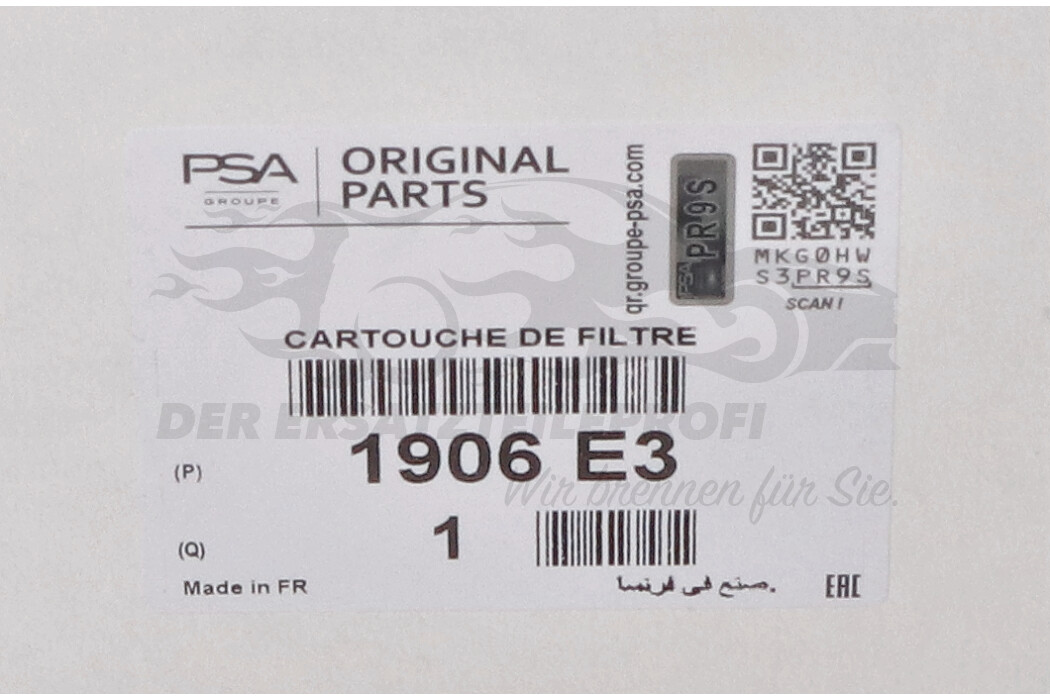 PSA
GROUPE
ORIGINAL
PARTS
qr.groupe-psa.com
PSA PR9S
MKG0HW
S3PR9S
SCAN!
CARTOUCHE DE FILTRE
DER ERSATZTEILEPROFI
(P) 1906 E3
Wir brennen für Sie.
(Q) 1
Made in FR
صنع في فرنسا.
EAC